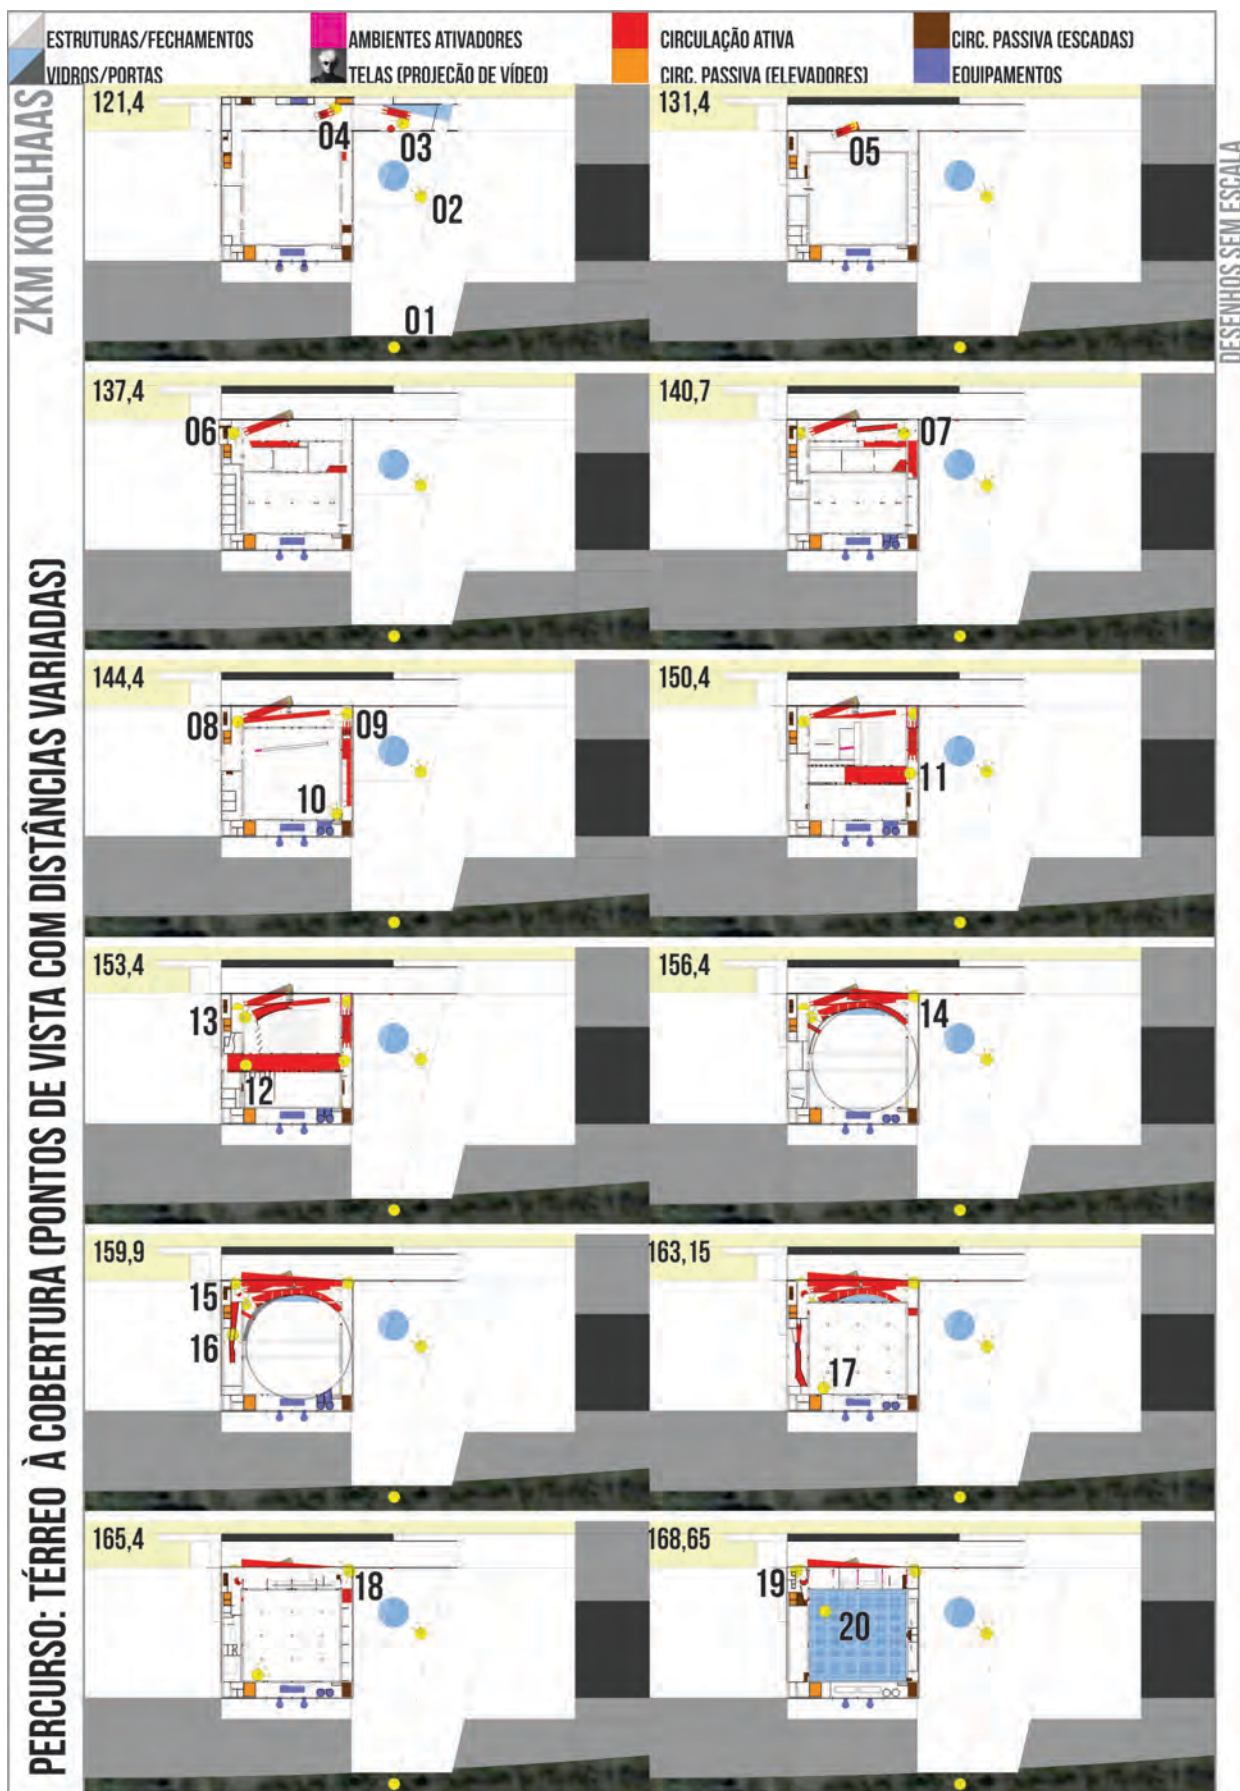 ESTRUTURAS/FECHAMENTOS
AMBIENTES ATIVADORES
CIRCULAÇÃO ATIVA
CIRC. PASSIVA (ESCADAS)
VIDROS/PORTAS
TELAS (PROJEÇÃO DE VÍDEO)
CIRC. PASSIVA (ELEVADORES)
EQUIPAMENTOS
ZKM KOOLHAAS
PERCURSO: TÉRREO À COBERTURA (PONTOS DE VISTA COM DISTÂNCIAS VARIADAS)
DESENHOS SEM ESCALA
121,4
04
03
02
01
131,4
05
137,4
06
140,7
07
144,4
08
09
10
150,4
11
153,4
13
12
156,4
14
159,9
15
16
163,15
17
165,4
18
168,65
19
20